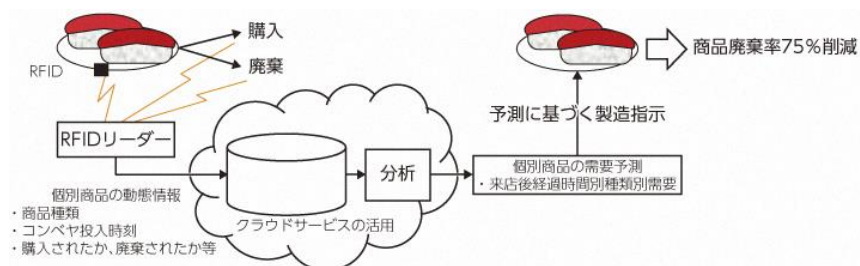 購入
廃棄
RFID
RFIDリーダー
個別商品の動態情報
・商品種類
・コンベヤ投入時刻
・購入されたか、廃棄されたか等
分析
クラウドサービスの活用
個別商品の需要予測
・来店後経過時間別種類別需要
予測に基づく製造指示
商品廃棄率75%削減